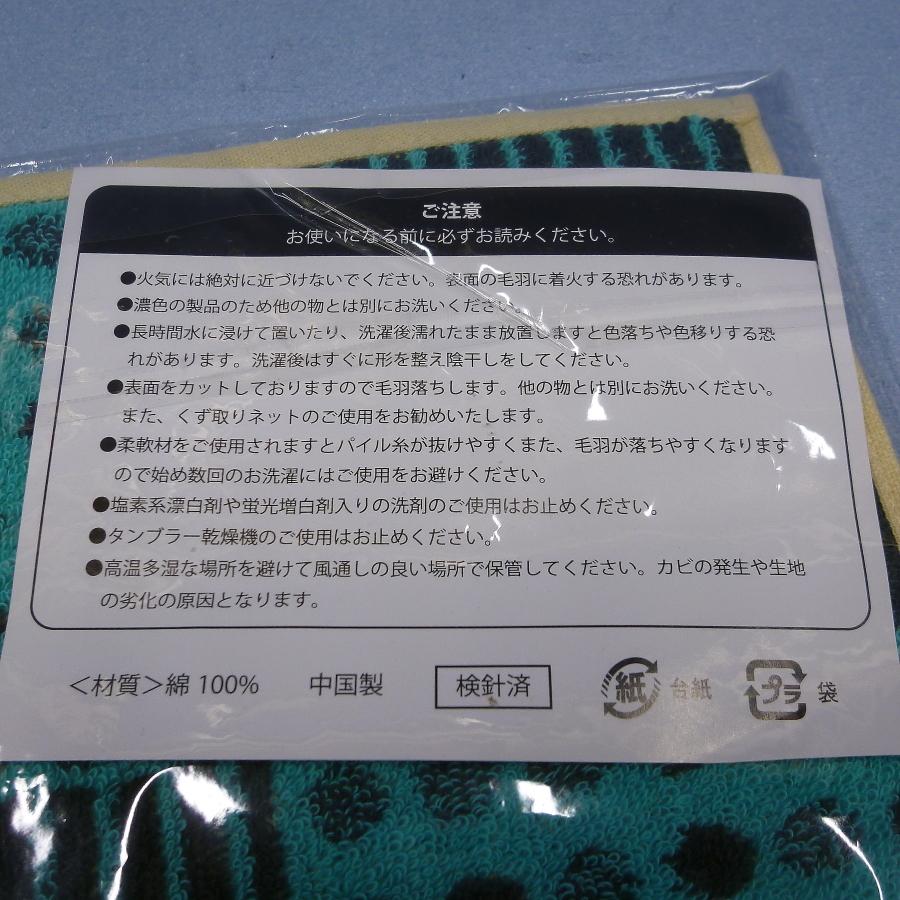 ご注意
お使いになる前に必ずお読みください。
●火気には絶対に近づけないでください。表面の毛羽に着火する恐れがあります。
●濃色の製品のため他の物とは別にお洗いください。
●長時間水に浸けて置いたり、洗濯後濡れたまま放置しますと色落ちや色移りする恐
れがあります。洗濯後はすぐに形を整え陰干しをしてください。
●表面をカットしておりますので毛羽落ちします。他の物とは別にお洗いください。
また、くず取りネットのご使用をお勧めいたします。
●柔軟材をご使用されますとパイル糸が抜けやすくまた、毛羽が落ちやすくなります
ので始め数回のお洗濯にはご使用をお避けください。
●塩素系漂白剤や蛍光増白剤入りの洗剤のご使用はお止めください。
●タンブラー乾燥機のご使用はお止めください。
●高温多湿な場所を避けて風通しの良い場所で保管してください。カビの発生や生地
の劣化の原因となります。
＜材質＞綿 100% 中国製 検針済 紙 台紙 プラ 袋